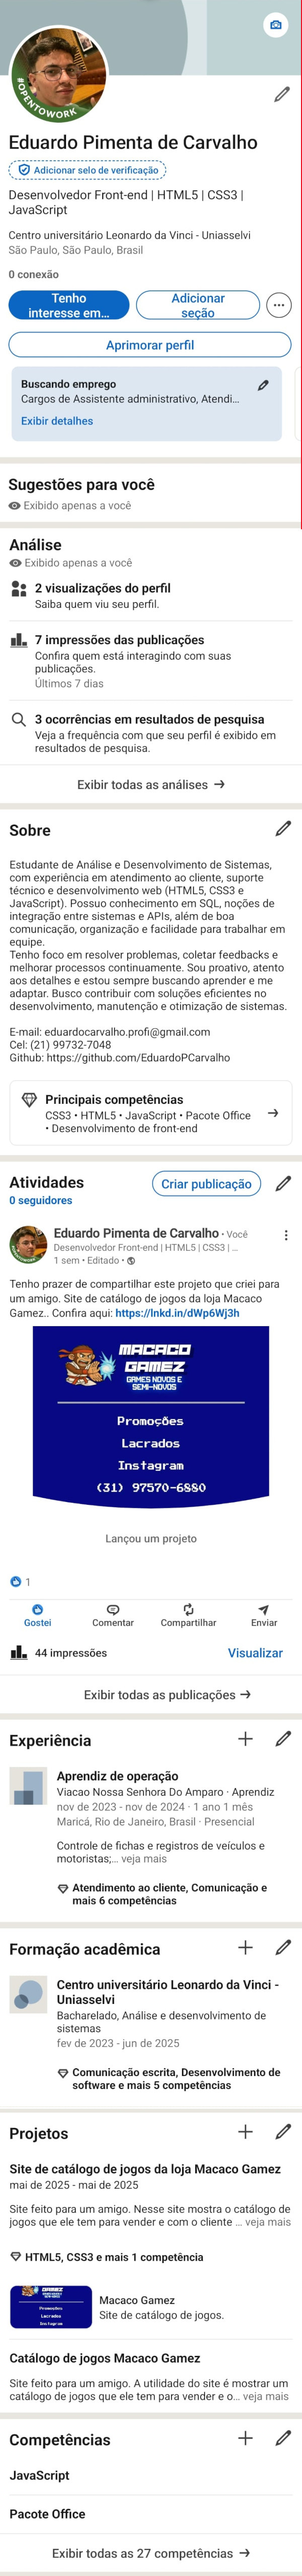 #OPENTOWORK
Eduardo Pimenta de Carvalho
Adicionar selo de verificação
Desenvolvedor Front-end | HTML5 | CSS3 |
JavaScript
Centro universitário Leonardo da Vinci - Uniasselvi
São Paulo, São Paulo, Brasil
0 conexão
Tenho
interesse em...
Adicionar
seção
Aprimorar perfil
Buscando emprego
Cargos de Assistente administrativo, Atendi...
Exibir detalhes
Sugestões para você
Exibido apenas a você
Análise
Exibido apenas a você
2 visualizações do perfil
Saiba quem viu seu perfil.
7 impressões das publicações
Confira quem está interagindo com suas
publicações.
Últimos 7 dias
3 ocorrências em resultados de pesquisa
Veja a frequência com que seu perfil é exibido em
resultados de pesquisa.
Exibir todas as análises →
Sobre
Estudante de Análise e Desenvolvimento de Sistemas,
com experiência em atendimento ao cliente, suporte
técnico e desenvolvimento web (HTML5, CSS3 e
JavaScript). Possuo conhecimento em SQL, noções de
integração entre sistemas e APIs, além de boa
comunicação, organização e facilidade para trabalhar em
equipe.
Tenho foco em resolver problemas, coletar feedbacks e
melhorar processos continuamente. Sou proativo, atento
aos detalhes e estou sempre buscando aprender e me
adaptar. Busco contribuir com soluções eficientes no
desenvolvimento, manutenção e otimização de sistemas.
E-mail: eduardocarvalho.profi@gmail.com
Cel: (21) 99732-7048
Github: https://github.com/EduardoPCarvalho
Principais competências
CSS3 • HTML5 • JavaScript • Pacote Office
• Desenvolvimento de front-end
Atividades
Criar publicação
0 seguidores
Eduardo Pimenta de Carvalho • Você
Desenvolvedor Front-end | HTML5 | CSS3 | ...
1 sem • Editado •
Tenho prazer de compartilhar este projeto que criei para
um amigo. Site de catálogo de jogos da loja Macaco
Gamez.. Confira aqui: https://lnkd.in/dWp6Wj3h
MACACO
GAMEZ
GAMES NOVOS E
SEMI-NOVOS
Promoções
Lacrados
Instagram
(31) 97570-6880
Lançou um projeto
1
Gostei
Comentar
Compartilhar
Enviar
44 impressões
Visualizar
Exibir todas as publicações →
Experiência
Aprendiz de operação
Viacao Nossa Senhora Do Amparo · Aprendiz
nov de 2023 - nov de 2024 · 1 ano 1 mês
Maricá, Rio de Janeiro, Brasil · Presencial
Controle de fichas e registros de veículos e
motoristas;... veja mais
Atendimento ao cliente, Comunicação e
mais 6 competências
Formação acadêmica
Centro universitário Leonardo da Vinci -
Uniasselvi
Bacharelado, Análise e desenvolvimento de
sistemas
fev de 2023 - jun de 2025
Comunicação escrita, Desenvolvimento de
software e mais 5 competências
Projetos
Site de catálogo de jogos da loja Macaco Gamez
mai de 2025 - mai de 2025
Site feito para um amigo. Nesse site mostra o catálogo de
jogos que ele tem para vender e com o cliente ... veja mais
HTML5, CSS3 e mais 1 competência
GAMEZ
Promoções
Lacrados
Instagram
Macaco Gamez
Site de catálogo de jogos.
Catálogo de jogos Macaco Gamez
Site feito para um amigo. A utilidade do site é mostrar um
catálogo de jogos que ele tem para vender e o... veja mais
Competências
JavaScript
Pacote Office
Exibir todas as 27 competências →